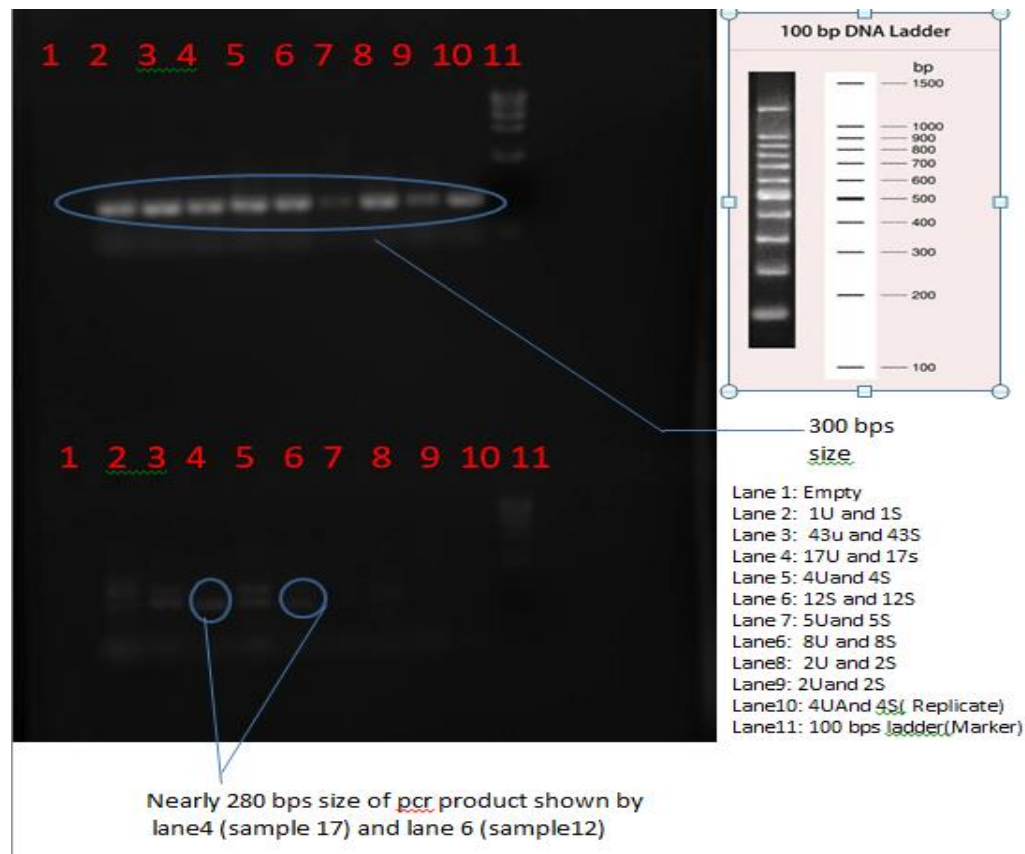 1 2 3 4 5 6 7 8 9 10 11
100 bp DNA Ladder
bp
1500
1000
900
800
700
600
500
400
300
200
100
300 bps
size
1 2 3 4 5 6 7 8 9 10 11
Lane 1: Empty
Lane 2: 1U and 1S
Lane 3: 43u and 43S
Lane 4: 17U and 17s
Lane 5: 4Uand 4S
Lane 6: 12S and 12S
Lane 7: 5Uand 5S
Lane6: 8U and 8S
Lane8: 2U and 2S
Lane9: 2Uand 2S
Lane10: 4UAnd 4S( Replicate)
Lane11: 100 bps ladder(Marker)
Nearly 280 bps size of pcr product shown by
lane4 (sample 17) and lane 6 (sample12)